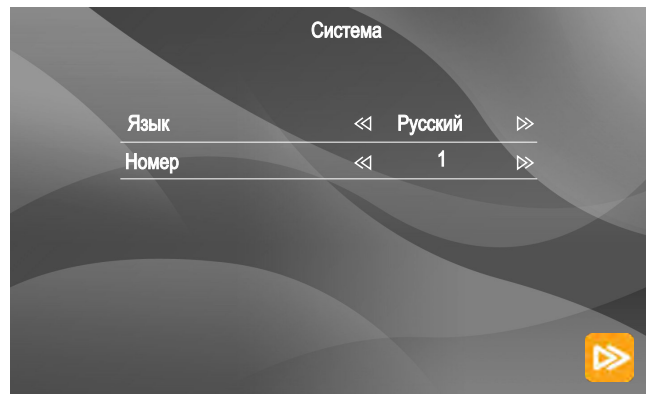 Система
Язык Русский
Номер 1